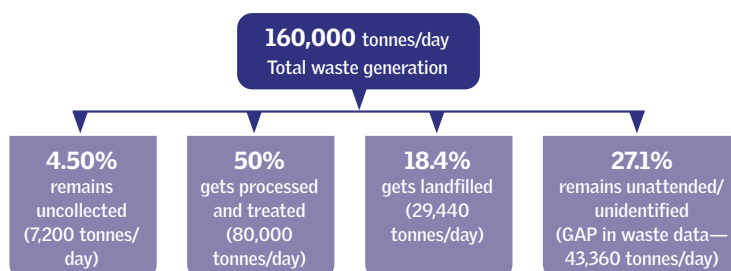 160,000 tonnes/day
Total waste generation
4.50%
remains
uncollected
(7,200 tonnes/
day)
50%
gets processed
and treated
(80,000
tonnes/day)
18.4%
gets landfilled
(29,440
tonnes/day)
27.1%
remains unattended/
unidentified
(GAP in waste data—
43,360 tonnes/day)